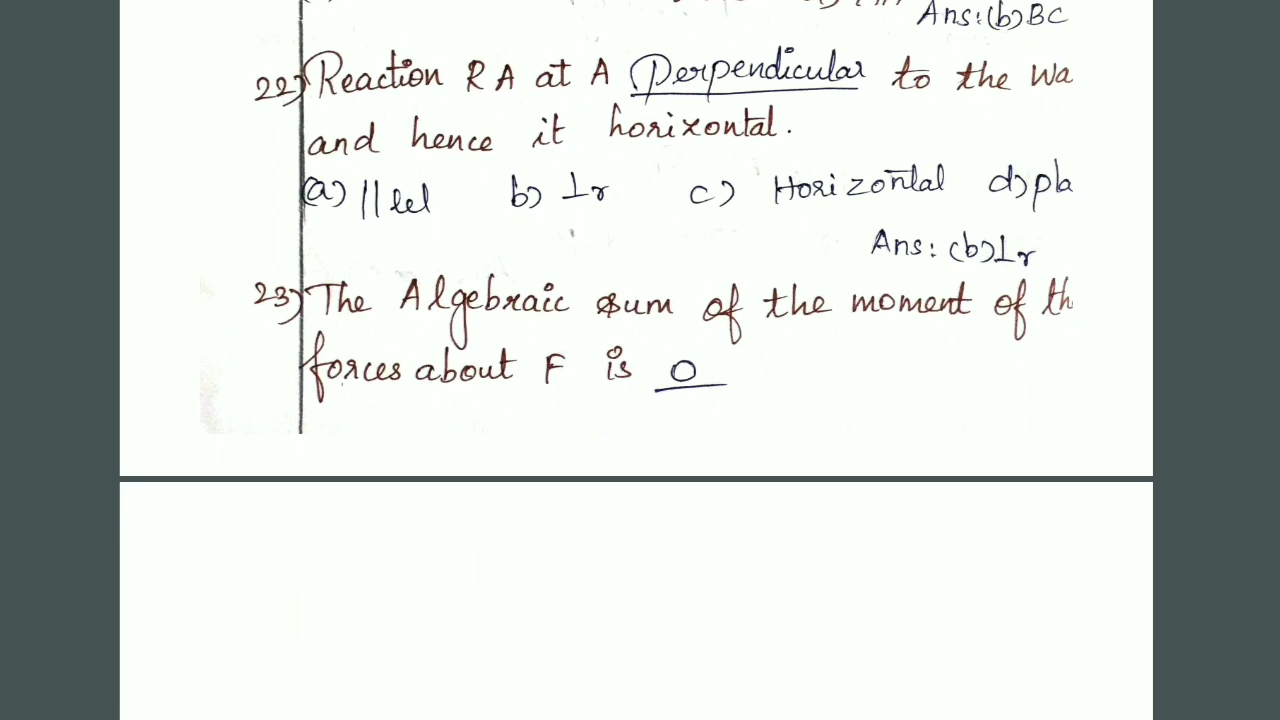 Ans: (b) BC
22) Reaction RA at A Perpendicular to the wa
and hence it horixontal.
(a) || lel b) ⊥r c) Horizontal d) pla
Ans: (b) ⊥r
23) The Algebraic sum of the moment of th
forces about F is 0